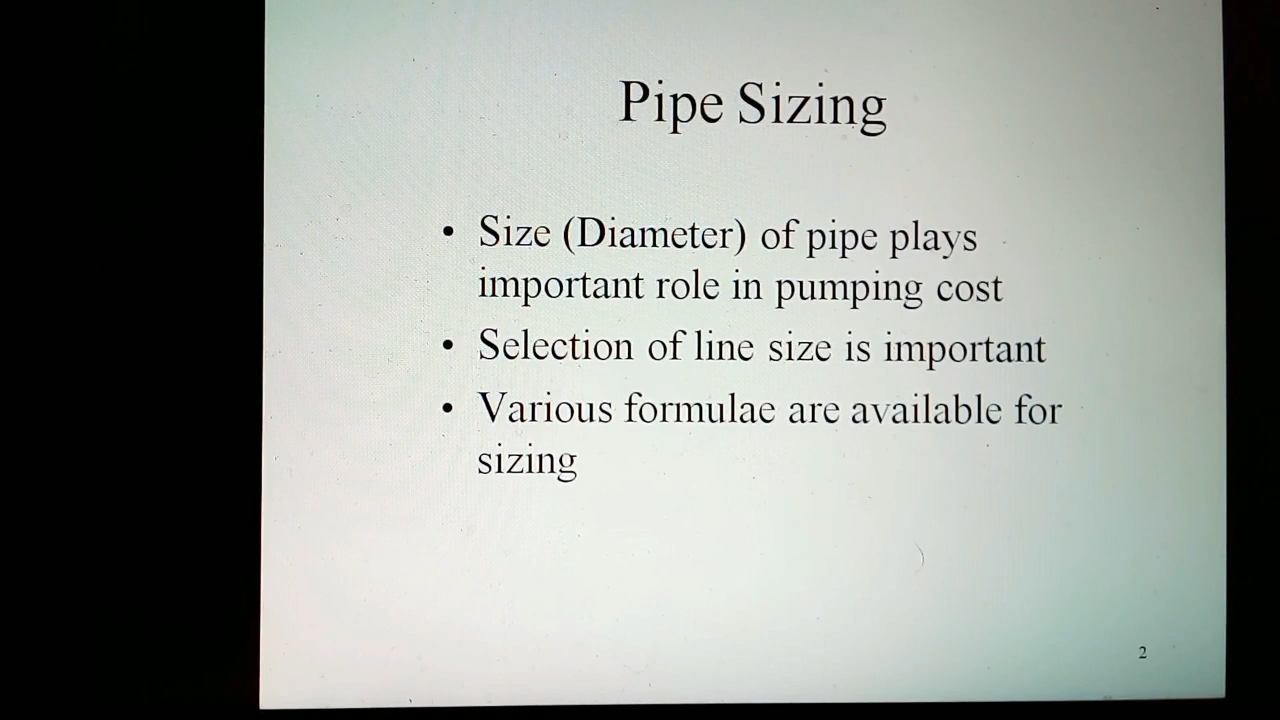 Pipe Sizing
• Size (Diameter) of pipe plays
important role in pumping cost
• Selection of line size is important
• Various formulae are available for
sizing
2